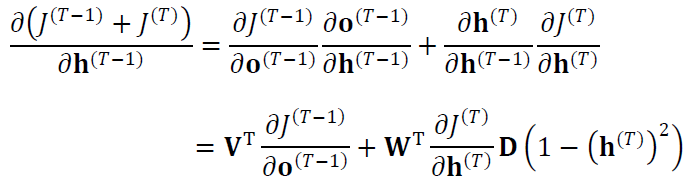 ∂(J^(T−1) + J^(T)) / ∂𝐡^(T−1) = ∂J^(T−1)/∂𝐨^(T−1) ∂𝐨^(T−1)/∂𝐡^(T−1) + ∂𝐡^(T)/∂𝐡^(T−1) ∂J^(T)/∂𝐡^(T)
= 𝐕^T ∂J^(T−1)/∂𝐨^(T−1) + 𝐖^T ∂J^(T)/∂𝐡^(T) 𝐃(1 − (𝐡^(T))^2)